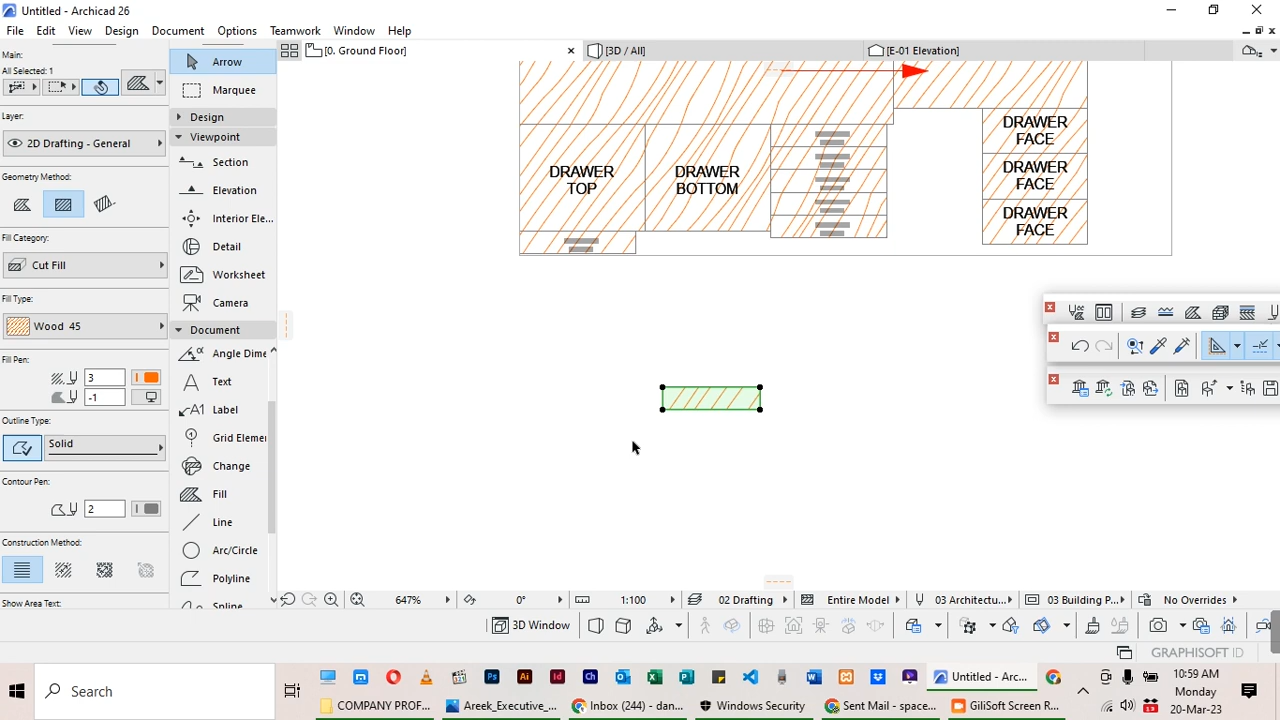 Untitled - Archicad 26
File Edit View Design Document Options Teamwork Window Help
Main:
All Selected: 1
Layer:
2D Drafting - General
Geometry Method:
Fill Category:
Cut Fill
Fill Type:
Wood 45
Fill Pen:
3
-1
Outline Type:
Solid
Contour Pen:
2
Construction Method:
Show Area Text:
Arrow
Marquee
Design
Viewpoint
Section
Elevation
Interior Ele...
Detail
Worksheet
Camera
Document
Angle Dime
Text
A1 Label
Grid Elemer
Change
Fill
Line
Arc/Circle
Polyline
Spline
[0. Ground Floor]
[3D / All]
[E-01 Elevation]
DRAWER TOP
DRAWER BOTTOM
DRAWER FACE
DRAWER FACE
DRAWER FACE
647% 0° 1:100 02 Drafting Entire Model 03 Architectu... 03 Building P... No Overrides
3D Window
GRAPHISOFT ID
Search
Untitled - Arc...
COMPANY PROF...
Areek_Executive_...
Inbox (244) - dan...
Windows Security
Sent Mail - space...
GiliSoft Screen R...
10:59 AM
Monday
20-Mar-23